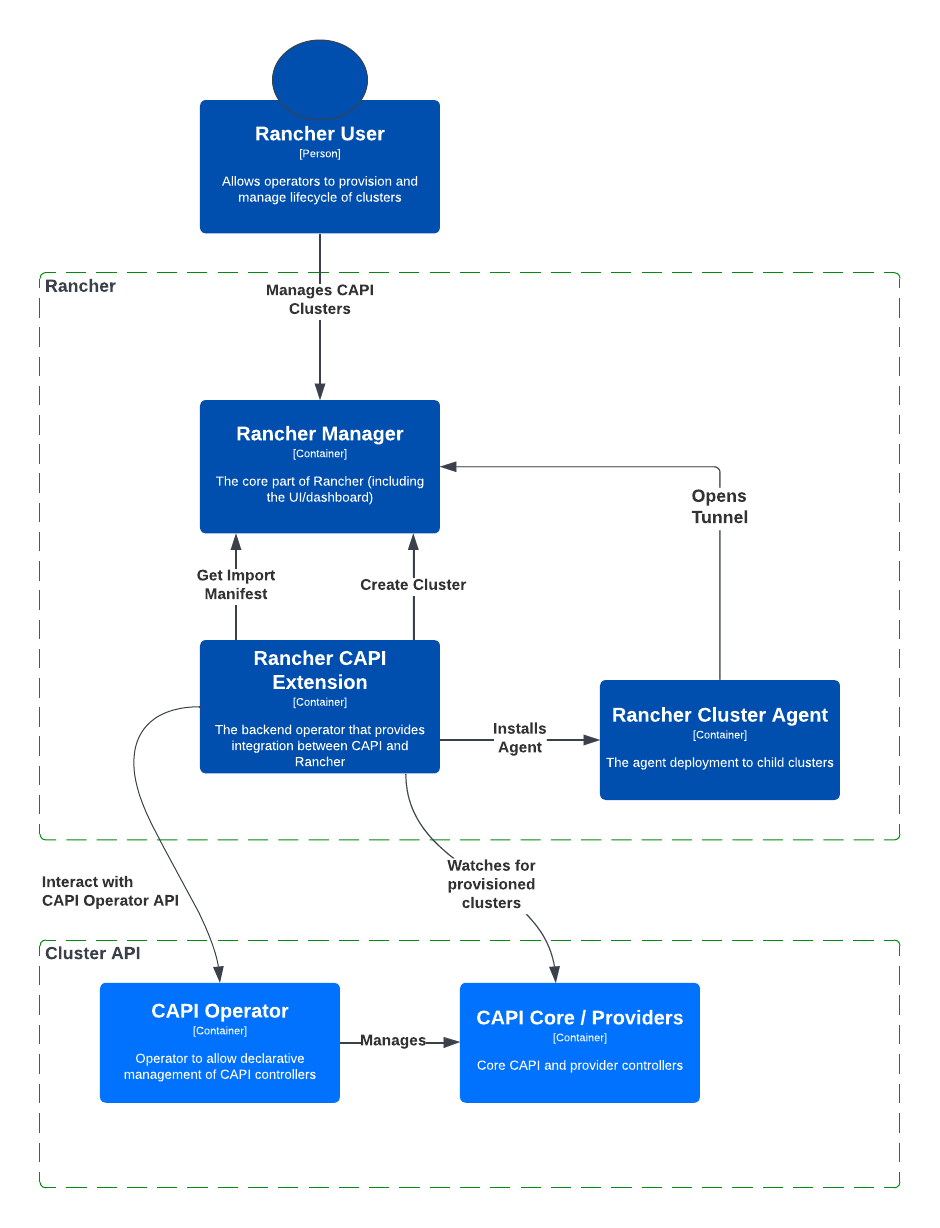 Rancher User
[Person]
Allows operators to provision and
manage lifecycle of clusters
Rancher
Manages CAPI
Clusters
Rancher Manager
[Container]
The core part of Rancher (including
the UI/dashboard)
Opens
Tunnel
Get Import
Manifest
Create Cluster
Rancher CAPI
Extension
[Container]
The backend operator that provides
integration between CAPI and
Rancher
Installs
Agent
Rancher Cluster Agent
[Container]
The agent deployment to child clusters
Interact with
CAPI Operator API
Watches for
provisioned
clusters
Cluster API
CAPI Operator
[Container]
Operator to allow declarative
management of CAPI controllers
Manages
CAPI Core / Providers
[Container]
Core CAPI and provider controllers